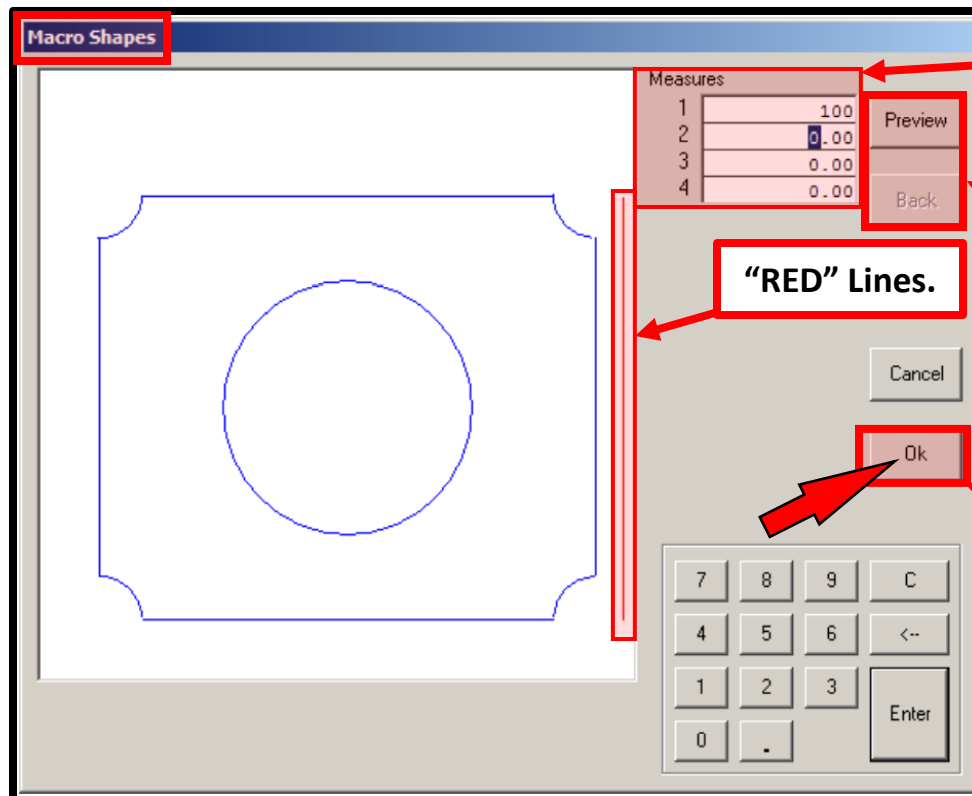 Macro Shapes
Measures
1 100
2 0.00
3 0.00
4 0.00
Preview
Back
“RED” Lines.
Cancel
Ok
7 8 9 C
4 5 6 <--
1 2 3
Enter
0 .